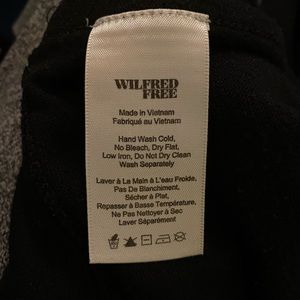 WILFRED
FREE
Made in Vietnam
Fabriqué au Vietnam
Hand Wash Cold,
No Bleach, Dry Flat,
Low Iron, Do Not Dry Clean
Wash Separately
Laver à La Main à L'eau Froide,
Pas De Blanchiment,
Sécher à Plat,
Repasser à Basse Température,
Ne Pas Nettoyer à Sec
Laver Séparément